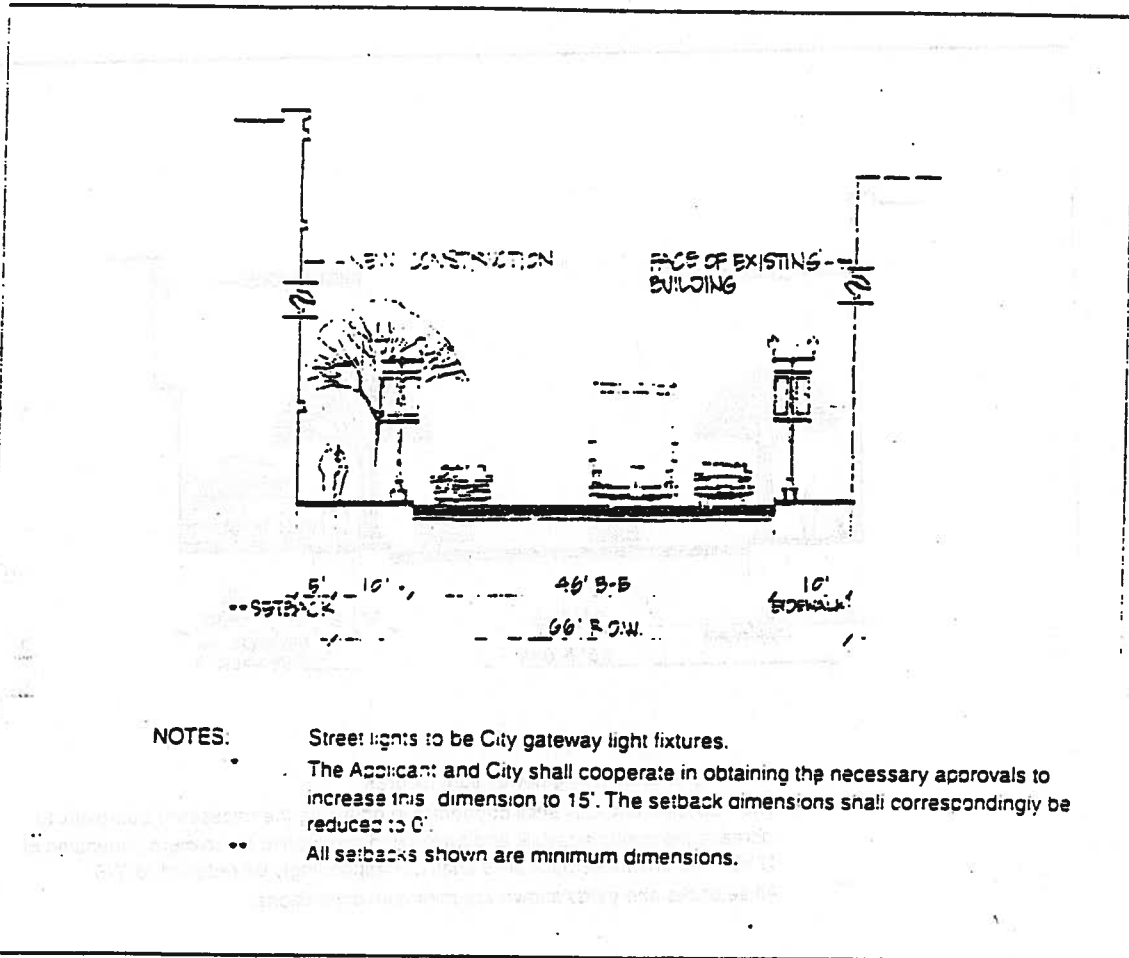 NEW CONSTRUCTION
FACE OF EXISTING
BUILDING
5' 10' * 46' B-B 10'
** SETBACK SIDEWALK
66' R.O.W.
NOTES: Street lights to be City gateway light fixtures.
* The Applicant and City shall cooperate in obtaining the necessary approvals to
increase this dimension to 15'. The setback dimensions shall correspondingly be
reduced to 0'.
** All setbacks shown are minimum dimensions.